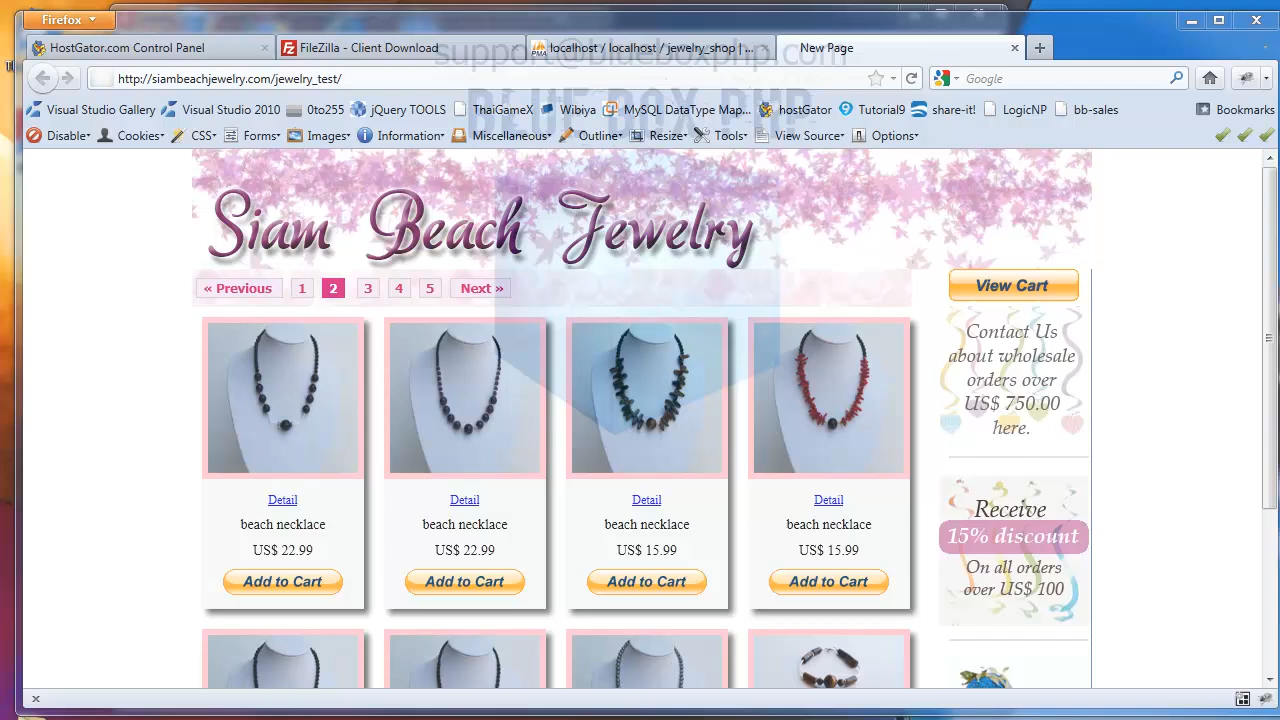 Firefox
HostGator.com Control Panel
FileZilla - Client Download
localhost / localhost / jewelry_shop | ...
New Page
support@blueboxphp.com
http://siambeachjewelry.com/jewelry_test/
Google
Visual Studio Gallery
Visual Studio 2010
0to255
jQuery TOOLS
ThaiGameX
Wibiya
MySQL DataType Map...
hostGator
Tutorial9
share-it!
LogicNP
bb-sales
Bookmarks
BLUE BOX PHP
Disable
Cookies
CSS
Forms
Images
Information
Miscellaneous
Outline
Resize
Tools
View Source
Options
Siam Beach Jewelry
« Previous 1 2 3 4 5 Next »
View Cart
Contact Us
about wholesale
orders over
US$ 750.00
here.
Detail
beach necklace
US$ 22.99
Add to Cart
Detail
beach necklace
US$ 22.99
Add to Cart
Detail
beach necklace
US$ 15.99
Add to Cart
Detail
beach necklace
US$ 15.99
Add to Cart
Receive
15% discount
On all orders
over US$ 100